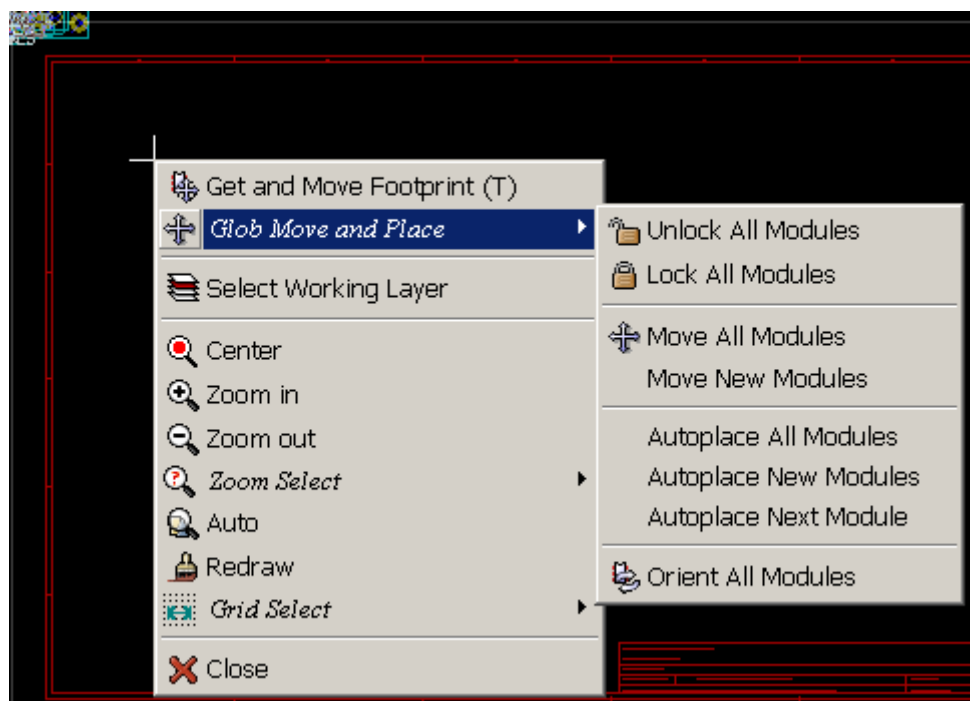 Get and Move Footprint (T)
Glob Move and Place
Select Working Layer
Center
Zoom in
Zoom out
Zoom Select
Auto
Redraw
Grid Select
Close
Unlock All Modules
Lock All Modules
Move All Modules
Move New Modules
Autoplace All Modules
Autoplace New Modules
Autoplace Next Module
Orient All Modules